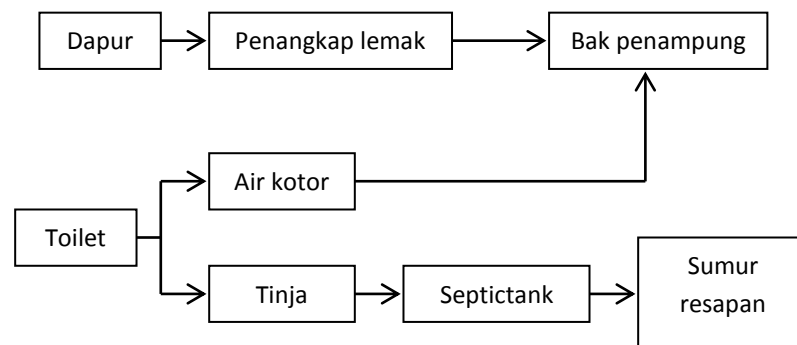 Dapur
Penangkap lemak
Bak penampung
Air kotor
Toilet
Tinja
Septictank
Sumur
resapan